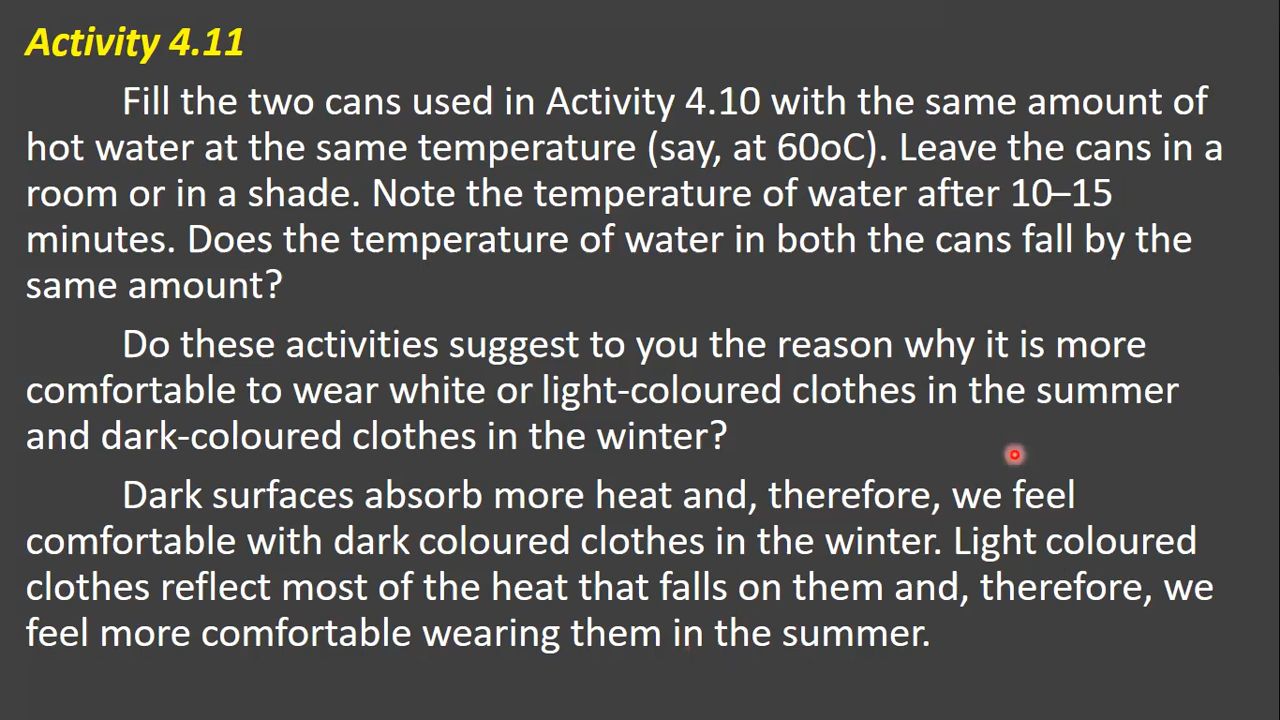 Activity 4.11
Fill the two cans used in Activity 4.10 with the same amount of
hot water at the same temperature (say, at 60oC). Leave the cans in a
room or in a shade. Note the temperature of water after 10–15
minutes. Does the temperature of water in both the cans fall by the
same amount?
Do these activities suggest to you the reason why it is more
comfortable to wear white or light-coloured clothes in the summer
and dark-coloured clothes in the winter?
Dark surfaces absorb more heat and, therefore, we feel
comfortable with dark coloured clothes in the winter. Light coloured
clothes reflect most of the heat that falls on them and, therefore, we
feel more comfortable wearing them in the summer.